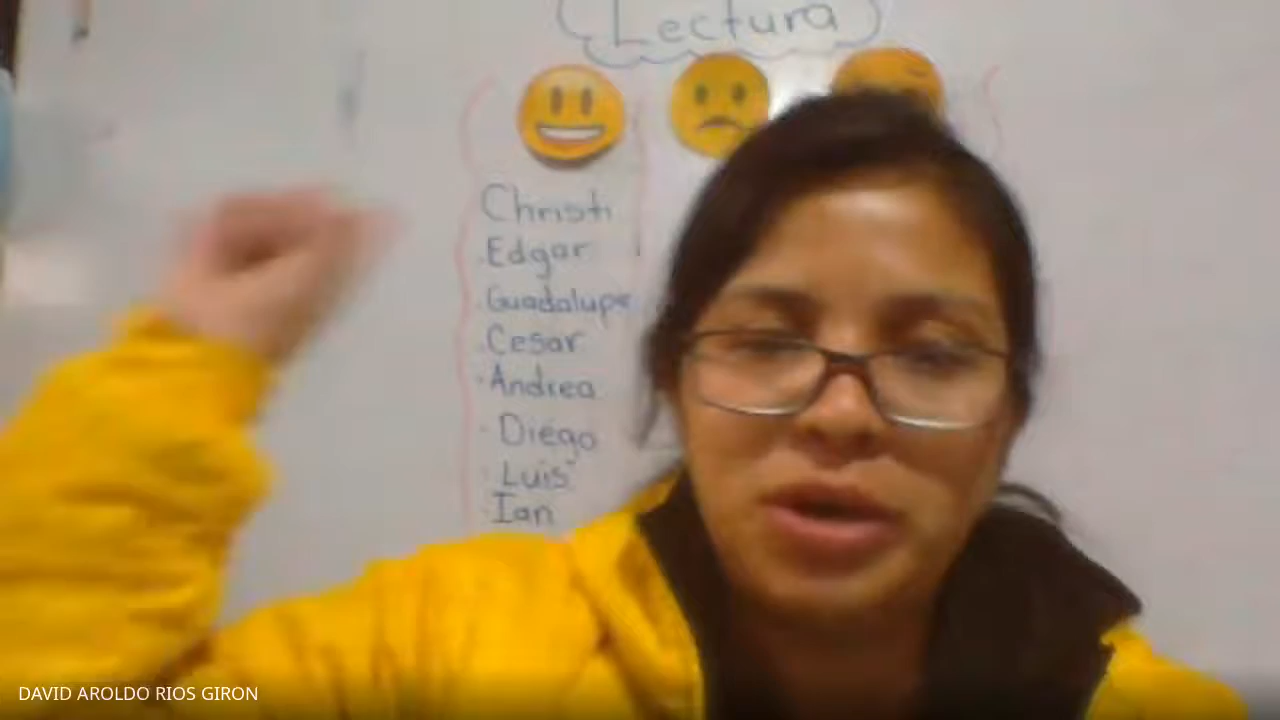 Lectura
Christi
.Edgar
.Guadalupe
.Cesar
·Andrea
· Diego
· Luis
·Ian
DAVID AROLDO RIOS GIRON